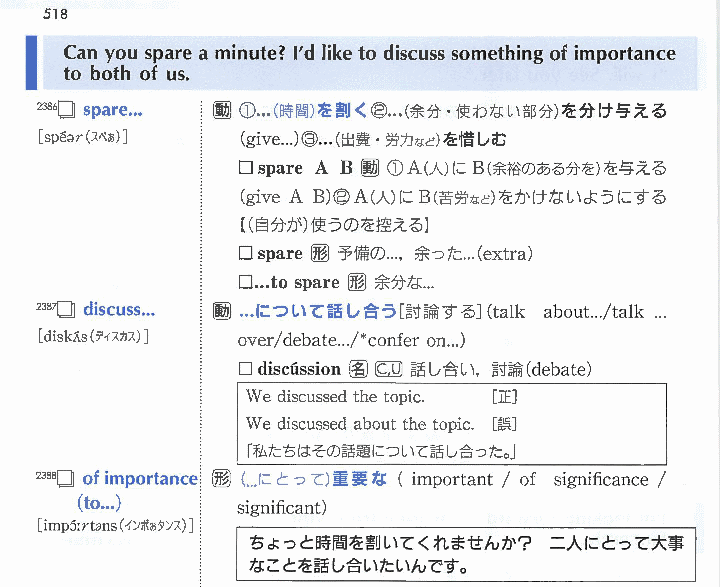 518
Can you spare a minute? I'd like to discuss something of importance
to both of us.
2386□ spare... 動 ①...(時間)を割く②...(余分・使わない部分)を分け与える
[spéər(スペぁ)] (give...)③...(出費・労力など)を惜しむ
□ spare A B 動 ①A(人)にB(余裕のある分を)を与える
(give A B)②A(人)にB(苦労など)をかけないようにする
【(自分が)使うのを控える】
□ spare 形 予備の..., 余った...(extra)
□...to spare 形 余分な...
2387□ discuss... 動 ...について話し合う[討論する](talk about.../talk ...
[diskʌ́s(ディスカス)] over/debate.../*confer on...)
□ discússion 名 C,U 話し合い, 討論(debate)
We discussed the topic. [正]
We discussed about the topic. [誤]
「私たちはその話題について話し合った。」
2388□ of importance 形 (...にとって)重要な ( important / of significance /
(to...) significant)
[impɔ́ːrtəns(インポぁタンス)]
ちょっと時間を割いてくれませんか? 二人にとって大事
なことを話し合いたいんです。